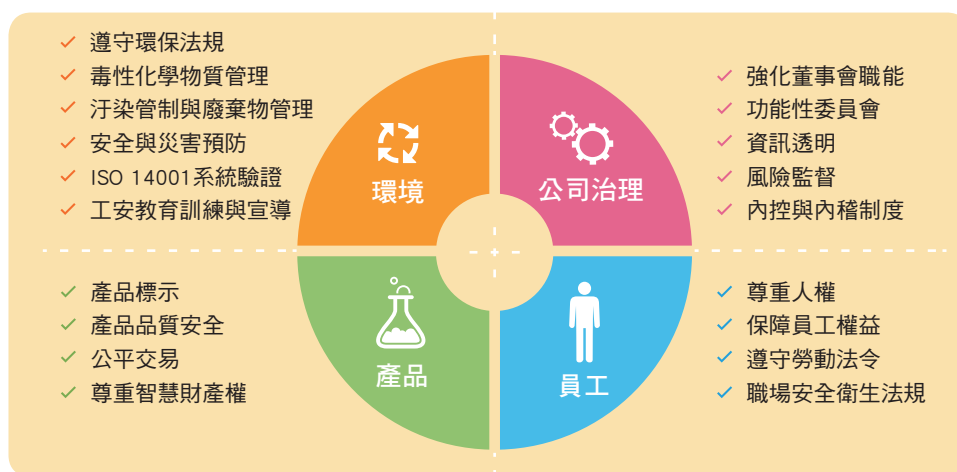 遵守環保法規
毒性化學物質管理
汙染管制與廢棄物管理
安全與災害預防
ISO 14001系統驗證
工安教育訓練與宣導
環境
公司治理
強化董事會職能
功能性委員會
資訊透明
風險監督
內控與內稽制度
產品標示
產品品質安全
公平交易
尊重智慧財產權
產品
員工
尊重人權
保障員工權益
遵守勞動法令
職場安全衛生法規